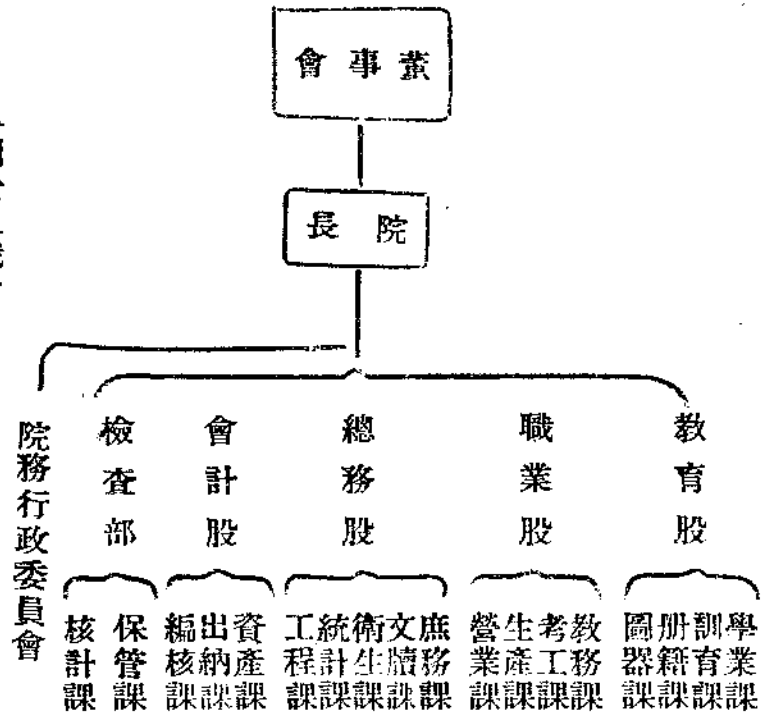 董事會
院長
教育股
職業股
總務股
會計股
檢查部
院務行政委員會
學業課
訓育課
册籍課
圖器課
教務課
考工課
生產課
營業課
庶務課
文牘課
衛生課
統計課
工程課
資產課
出納課
編核課
保管課
核計課